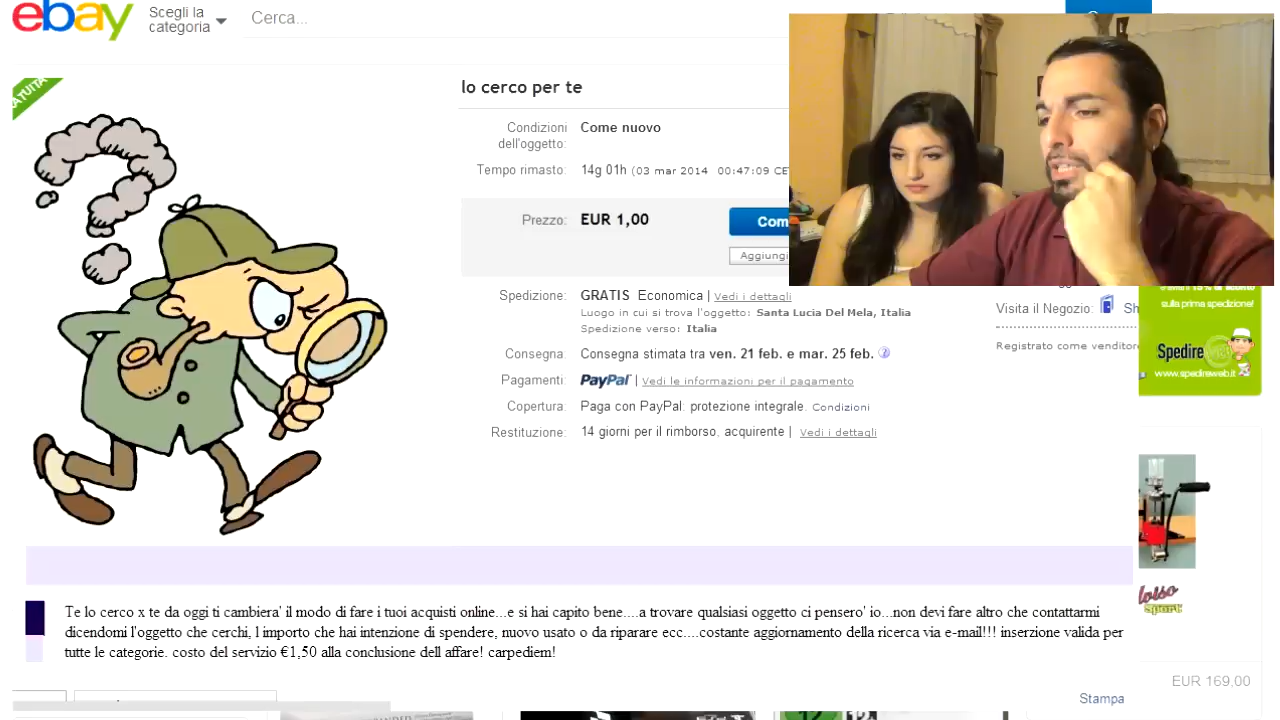 ebay
Scegli la
categoria
Cerca...
Io cerco per te
Condizioni
dell'oggetto:
Come nuovo
Tempo rimasto: 14g 01h (03 mar 2014 00:47:09
Prezzo: EUR 1,00
Com
Aggiungi
Spedizione: GRATIS Economica | Vedi i dettagli
Luogo in cui si trova l'oggetto: Santa Lucia Del Mela, Italia
Spedizione verso: Italia
Consegna: Consegna stimata tra ven. 21 feb. e mar. 25 feb.
Pagamenti: PayPal | Vedi le informazioni per il pagamento
Copertura: Paga con PayPal: protezione integrale. Condizioni
Restituzione: 14 giorni per il rimborso, acquirente | Vedi i dettagli
Visita il Negozio: Sh
Registrato come venditore
sulla prima spedizione!
Spedire
www.spedireweb.it
Te lo cerco x te da oggi ti cambiera' il modo di fare i tuoi acquisti online...e si hai capito bene....a trovare qualsiasi oggetto ci pensero' io...non devi fare altro che contattarmi
dicendomi l'oggetto che cerchi, l importo che hai intenzione di spendere, nuovo usato o da riparare ecc....costante aggiornamento della ricerca via e-mail!!! inserzione valida per
tutte le categorie. costo del servizio €1,50 alla conclusione dell affare! carpediem!
Sport
EUR 169,00
Stampa